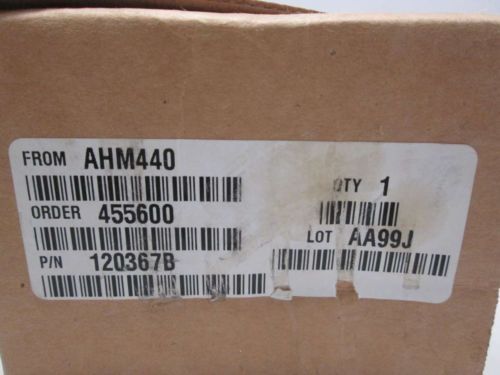 FROM AHM440
QTY 1
ORDER 455600
LOT AA99J
P/N 120367B